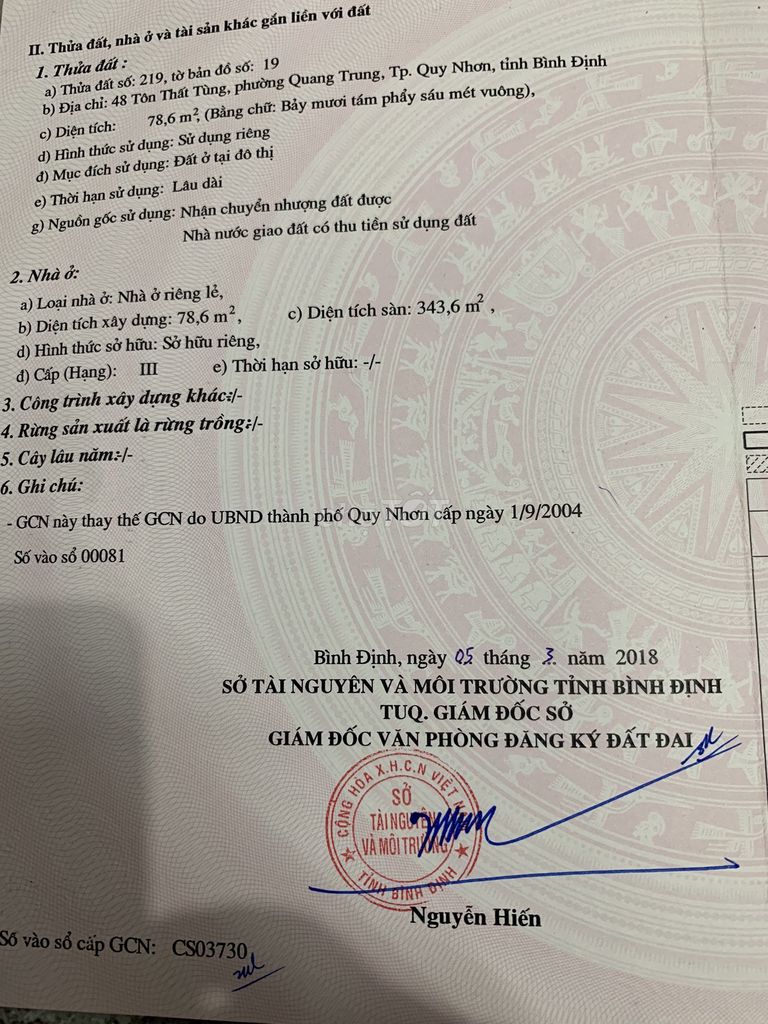 II. Thửa đất, nhà ở và tài sản khác gắn liền với đất
1. Thửa đất :
a) Thửa đất số: 219, tờ bản đồ số: 19
b) Địa chỉ: 48 Tôn Thất Tùng, phường Quang Trung, Tp. Quy Nhơn, tỉnh Bình Định
c) Diện tích: 78,6 m², (Bằng chữ: Bảy mươi tám phẩy sáu mét vuông),
d) Hình thức sử dụng: Sử dụng riêng
đ) Mục đích sử dụng: Đất ở tại đô thị
e) Thời hạn sử dụng: Lâu dài
g) Nguồn gốc sử dụng: Nhận chuyển nhượng đất được
Nhà nước giao đất có thu tiền sử dụng đất
2. Nhà ở:
a) Loại nhà ở: Nhà ở riêng lẻ,
b) Diện tích xây dựng: 78,6 m², c) Diện tích sàn: 343,6 m² ,
d) Hình thức sở hữu: Sở hữu riêng,
đ) Cấp (Hạng): III e) Thời hạn sở hữu: -/-
3. Công trình xây dựng khác:-/-
4. Rừng sản xuất là rừng trồng:-/-
5. Cây lâu năm:-/-
6. Ghi chú:
- GCN này thay thế GCN do UBND thành phố Quy Nhơn cấp ngày 1/9/2004
Số vào sổ 00081
Bình Định, ngày 05 tháng 3. năm 2018
SỞ TÀI NGUYÊN VÀ MÔI TRƯỜNG TỈNH BÌNH ĐỊNH
TUQ. GIÁM ĐỐC SỞ
GIÁM ĐỐC VĂN PHÒNG ĐĂNG KÝ ĐẤT ĐAI
CỘNG HÒA X.H.C.N VIỆT NAM
SỞ
TÀI NGUYÊN
VÀ MÔI TRƯỜNG
TỈNH BÌNH ĐỊNH
Nguyễn Hiến
Số vào sổ cấp GCN: CS03730